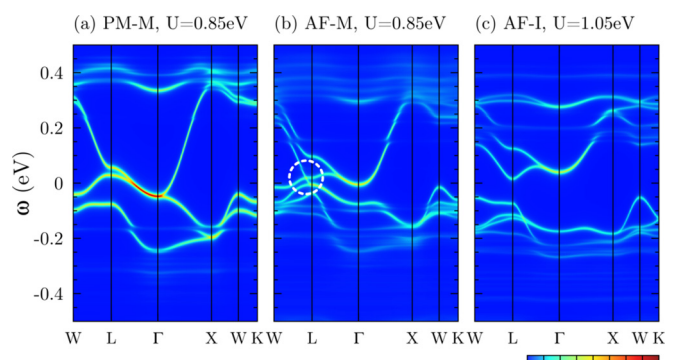 (a) PM-M, U=0.85eV (b) AF-M, U=0.85eV (c) AF-I, U=1.05eV
0.4
0.2
0
-0.2
-0.4
ω (eV)
W L Γ X W K W L Γ X W K W L Γ X W K